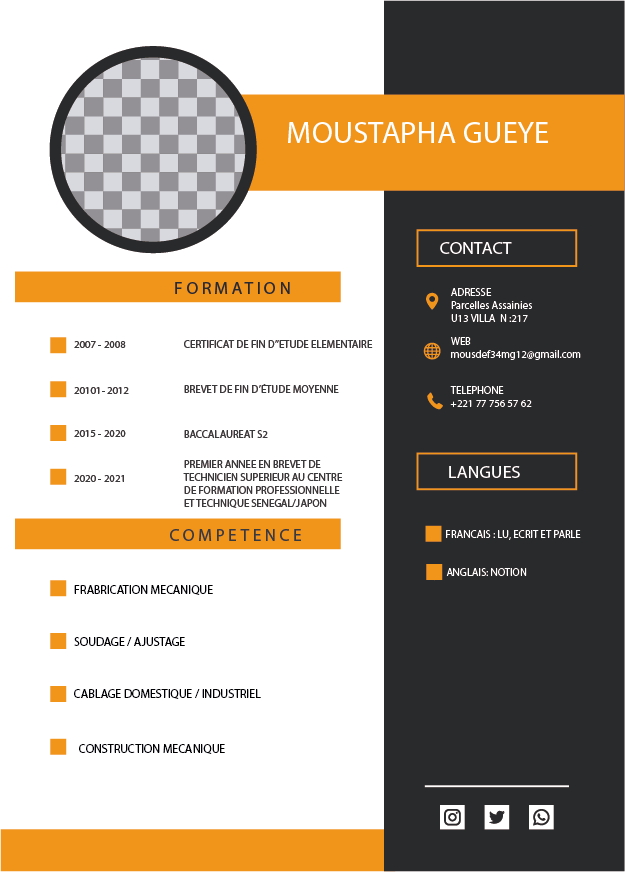 MOUSTAPHA GUEYE
FORMATION
2007 - 2008
CERTIFICAT DE FIN D"ETUDE ELEMENTAIRE
20101- 2012
BREVET DE FIN D'ÉTUDE MOYENNE
2015 - 2020
BACCALAUREAT S2
2020 - 2021
PREMIER ANNEE EN BREVET DE
TECHNICIEN SUPERIEUR AU CENTRE
DE FORMATION PROFESSIONNELLE
ET TECHNIQUE SENEGAL/JAPON
COMPETENCE
FRABRICATION MECANIQUE
SOUDAGE / AJUSTAGE
CABLAGE DOMESTIQUE / INDUSTRIEL
CONSTRUCTION MECANIQUE
CONTACT
ADRESSE
Parcelles Assainies
U13 VILLA N :217
WEB
mousdef34mg12@gmail.com
TELEPHONE
+221 77 756 57 62
LANGUES
FRANCAIS : LU, ECRIT ET PARLE
ANGLAIS: NOTION